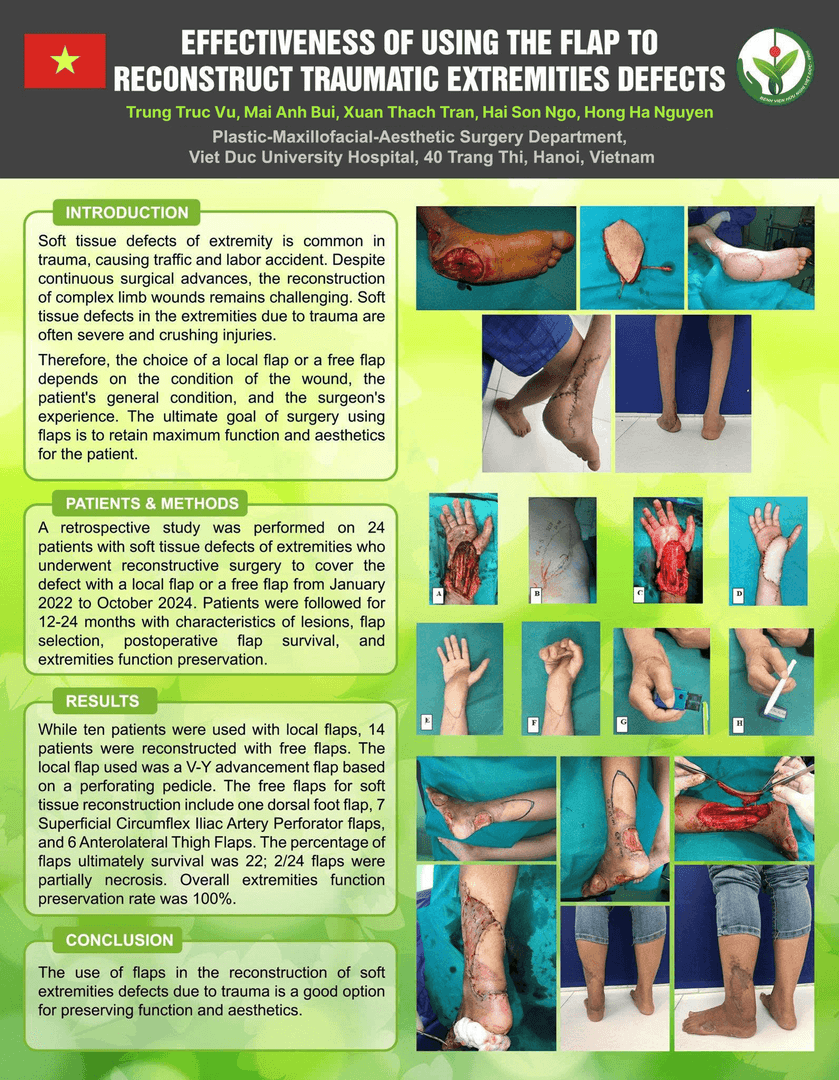 EFFECTIVENESS OF USING THE FLAP TO
RECONSTRUCT TRAUMATIC EXTREMITIES DEFECTS
Trung Truc Vu, Mai Anh Bui, Xuan Thach Tran, Hai Son Ngo, Hong Ha Nguyen
Plastic-Maxillofacial-Aesthetic Surgery Department,
Viet Duc University Hospital, 40 Trang Thi, Hanoi, Vietnam
INTRODUCTION
Soft tissue defects of extremity is common in
trauma, causing traffic and labor accident. Despite
continuous surgical advances, the reconstruction
of complex limb wounds remains challenging. Soft
tissue defects in the extremities due to trauma are
often severe and crushing injuries.
Therefore, the choice of a local flap or a free flap
depends on the condition of the wound, the
patient's general condition, and the surgeon's
experience. The ultimate goal of surgery using
flaps is to retain maximum function and aesthetics
for the patient.
PATIENTS & METHODS
A retrospective study was performed on 24
patients with soft tissue defects of extremities who
underwent reconstructive surgery to cover the
defect with a local flap or a free flap from January
2022 to October 2024. Patients were followed for
12-24 months with characteristics of lesions, flap
selection, postoperative flap survival, and
extremities function preservation.
RESULTS
While ten patients were used with local flaps, 14
patients were reconstructed with free flaps. The
local flap used was a V-Y advancement flap based
on a perforating pedicle. The free flaps for soft
tissue reconstruction include one dorsal foot flap, 7
Superficial Circumflex Iliac Artery Perforator flaps,
and 6 Anterolateral Thigh Flaps. The percentage of
flaps ultimately survival was 22; 2/24 flaps were
partially necrosis. Overall extremities function
preservation rate was 100%.
CONCLUSION
The use of flaps in the reconstruction of soft
extremities defects due to trauma is a good option
for preserving function and aesthetics.
A
B
C
D
E
F
G
H